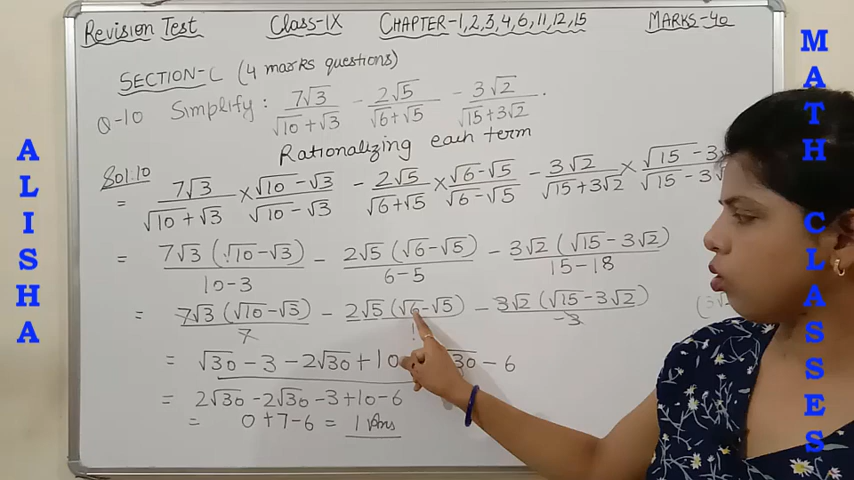 Revision Test Class-IX CHAPTER-1,2,3,4,6,11,12,15 MARKS-40
SECTION-C (4 marks questions)
Q-10 Simplify: 7√3/(√10+√3) - 2√5/(√6+√5) - 3√2/(√15+3√2).
Rationalizing each term
Sol.10
= 7√3/(√10+√3) × (√10-√3)/(√10-√3) - 2√5/(√6+√5) × (√6-√5)/(√6-√5) - 3√2/(√15+3√2) × (√15-3
= 7√3(√10-√3)/(10-3) - 2√5(√6-√5)/(6-5) - 3√2(√15-3√2)/(15-18)
= 7√3(√10-√3)/7 - 2√5(√6-√5)/1 - 3√2(√15-3√2)/-3
= √30-3-2√30+10 √30-6
= 2√30-2√30-3+10-6
= 0+7-6 = 1 Ans
ALISHA
MATH CLASSES